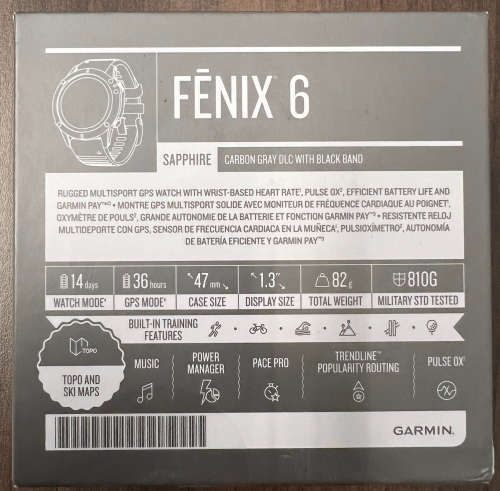 FĒNIX™ 6
SAPPHIRE CARBON GRAY DLC WITH BLACK BAND
RUGGED MULTISPORT GPS WATCH WITH WRIST-BASED HEART RATE¹, PULSE OX², EFFICIENT BATTERY LIFE AND
GARMIN PAY™³ • MONTRE GPS MULTISPORT SOLIDE AVEC MONITEUR DE FRÉQUENCE CARDIAQUE AU POIGNET¹,
OXYMÈTRE DE POULS², GRANDE AUTONOMIE DE LA BATTERIE ET FONCTION GARMIN PAY™³ • RESISTENTE RELOJ
MULTIDEPORTE CON GPS, SENSOR DE FRECUENCIA CARDIACA EN LA MUÑECA¹, PULSIOXÍMETRO², AUTONOMÍA
DE BATERÍA EFICIENTE Y GARMIN PAY™³
14 days 36 hours 47 mm 1.3" 82 g 810G
WATCH MODE⁴ GPS MODE⁴ CASE SIZE DISPLAY SIZE TOTAL WEIGHT MILITARY STD TESTED
BUILT-IN TRAINING
FEATURES
TOPO
TOPO AND
SKI MAPS
MUSIC
POWER
MANAGER
PACE PRO
TRENDLINE™
POPULARITY ROUTING
PULSE OX²
GARMIN.